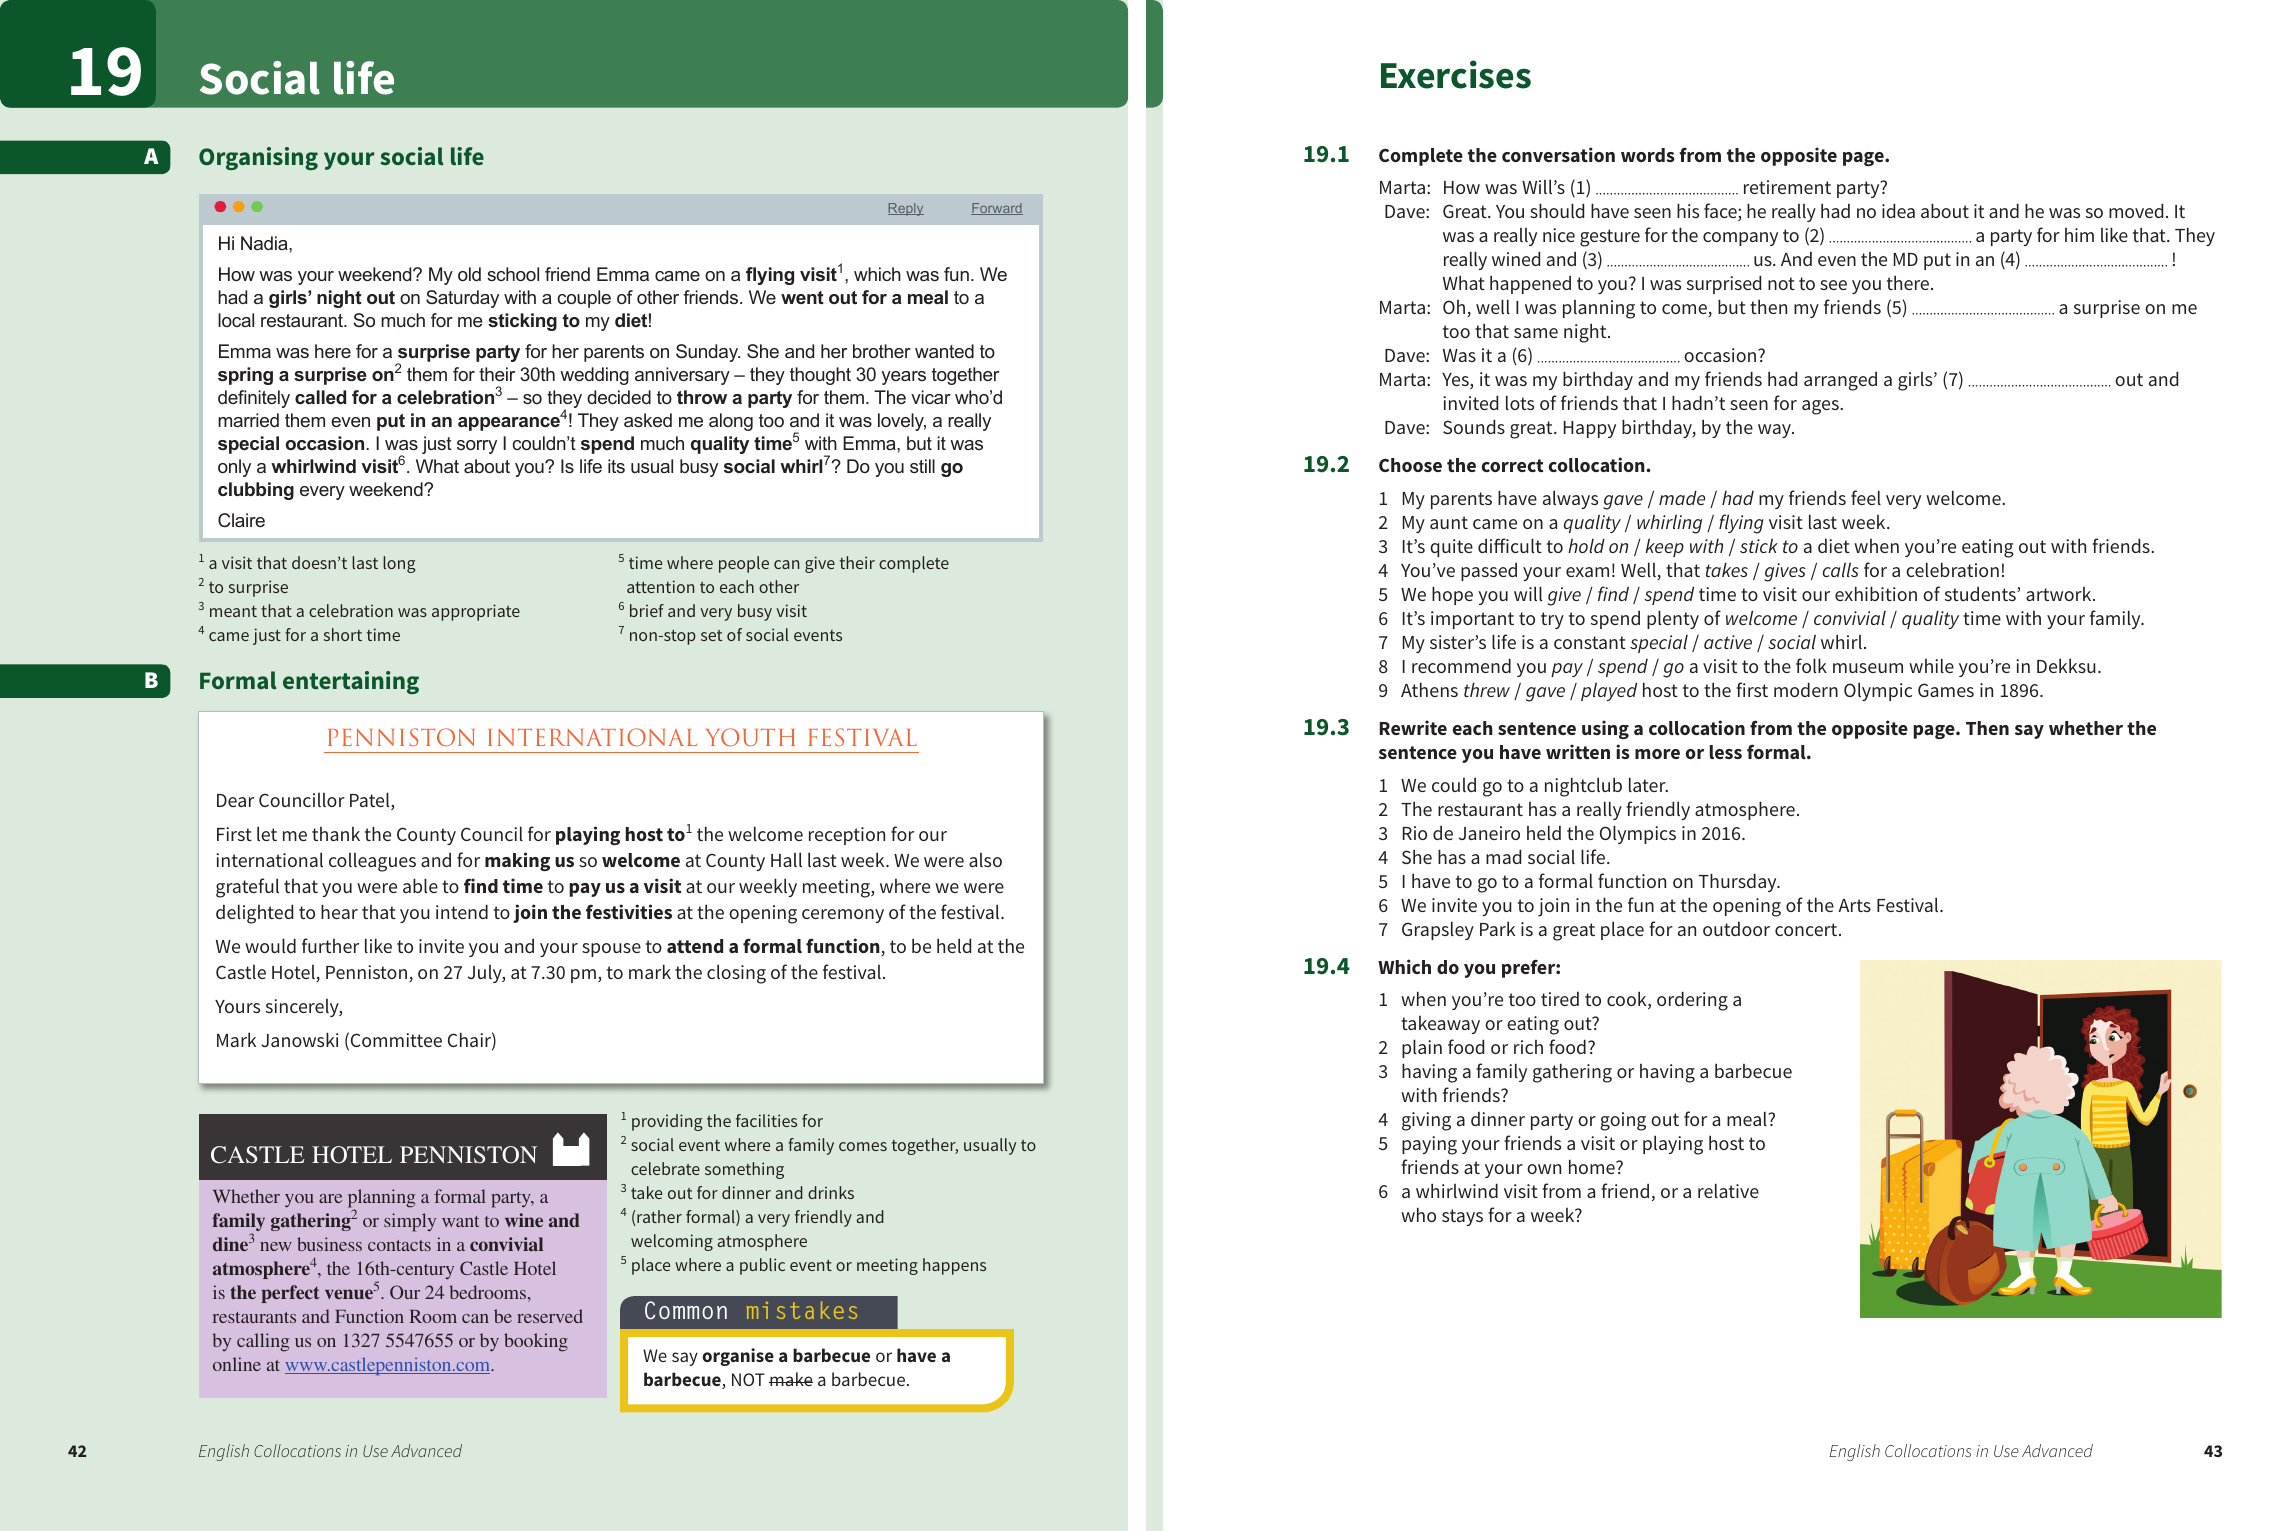 19
Social life
A
Organising your social life
Reply Forward
Hi Nadia,
How was your weekend? My old school friend Emma came on a flying visit1, which was fun. We
had a girls’ night out on Saturday with a couple of other friends. We went out for a meal to a
local restaurant. So much for me sticking to my diet!
Emma was here for a surprise party for her parents on Sunday. She and her brother wanted to
spring a surprise on2 them for their 30th wedding anniversary – they thought 30 years together
definitely called for a celebration3 – so they decided to throw a party for them. The vicar who’d
married them even put in an appearance4! They asked me along too and it was lovely, a really
special occasion. I was just sorry I couldn’t spend much quality time5 with Emma, but it was
only a whirlwind visit6. What about you? Is life its usual busy social whirl7? Do you still go
clubbing every weekend?
Claire
1 a visit that doesn’t last long
2 to surprise
3 meant that a celebration was appropriate
4 came just for a short time
5 time where people can give their complete
attention to each other
6 brief and very busy visit
7 non-stop set of social events
B
Formal entertaining
PENNISTON INTERNATIONAL YOUTH FESTIVAL
Dear Councillor Patel,
First let me thank the County Council for playing host to1 the welcome reception for our
international colleagues and for making us so welcome at County Hall last week. We were also
grateful that you were able to find time to pay us a visit at our weekly meeting, where we were
delighted to hear that you intend to join the festivities at the opening ceremony of the festival.
We would further like to invite you and your spouse to attend a formal function, to be held at the
Castle Hotel, Penniston, on 27 July, at 7.30 pm, to mark the closing of the festival.
Yours sincerely,
Mark Janowski (Committee Chair)
CASTLE HOTEL PENNISTON
Whether you are planning a formal party, a
family gathering2 or simply want to wine and
dine3 new business contacts in a convivial
atmosphere4, the 16th-century Castle Hotel
is the perfect venue5. Our 24 bedrooms,
restaurants and Function Room can be reserved
by calling us on 1327 5547655 or by booking
online at www.castlepenniston.com.
1 providing the facilities for
2 social event where a family comes together, usually to
celebrate something
3 take out for dinner and drinks
4 (rather formal) a very friendly and
welcoming atmosphere
5 place where a public event or meeting happens
Common mistakes
We say organise a barbecue or have a
barbecue, NOT make a barbecue.
42 English Collocations in Use Advanced
Exercises
19.1 Complete the conversation words from the opposite page.
Marta: How was Will’s (1) .................... retirement party?
Dave: Great. You should have seen his face; he really had no idea about it and he was so moved. It
was a really nice gesture for the company to (2) .................... a party for him like that. They
really wined and (3) .................... us. And even the MD put in an (4) .................... !
What happened to you? I was surprised not to see you there.
Marta: Oh, well I was planning to come, but then my friends (5) .................... a surprise on me
too that same night.
Dave: Was it a (6) .................... occasion?
Marta: Yes, it was my birthday and my friends had arranged a girls’ (7) .................... out and
invited lots of friends that I hadn’t seen for ages.
Dave: Sounds great. Happy birthday, by the way.
19.2 Choose the correct collocation.
1 My parents have always gave / made / had my friends feel very welcome.
2 My aunt came on a quality / whirling / flying visit last week.
3 It’s quite difficult to hold on / keep with / stick to a diet when you’re eating out with friends.
4 You’ve passed your exam! Well, that takes / gives / calls for a celebration!
5 We hope you will give / find / spend time to visit our exhibition of students’ artwork.
6 It’s important to try to spend plenty of welcome / convivial / quality time with your family.
7 My sister’s life is a constant special / active / social whirl.
8 I recommend you pay / spend / go a visit to the folk museum while you’re in Dekksu.
9 Athens threw / gave / played host to the first modern Olympic Games in 1896.
19.3 Rewrite each sentence using a collocation from the opposite page. Then say whether the
sentence you have written is more or less formal.
1 We could go to a nightclub later.
2 The restaurant has a really friendly atmosphere.
3 Rio de Janeiro held the Olympics in 2016.
4 She has a mad social life.
5 I have to go to a formal function on Thursday.
6 We invite you to join in the fun at the opening of the Arts Festival.
7 Grapsley Park is a great place for an outdoor concert.
19.4 Which do you prefer:
1 when you’re too tired to cook, ordering a
takeaway or eating out?
2 plain food or rich food?
3 having a family gathering or having a barbecue
with friends?
4 giving a dinner party or going out for a meal?
5 paying your friends a visit or playing host to
friends at your own home?
6 a whirlwind visit from a friend, or a relative
who stays for a week?
English Collocations in Use Advanced 43